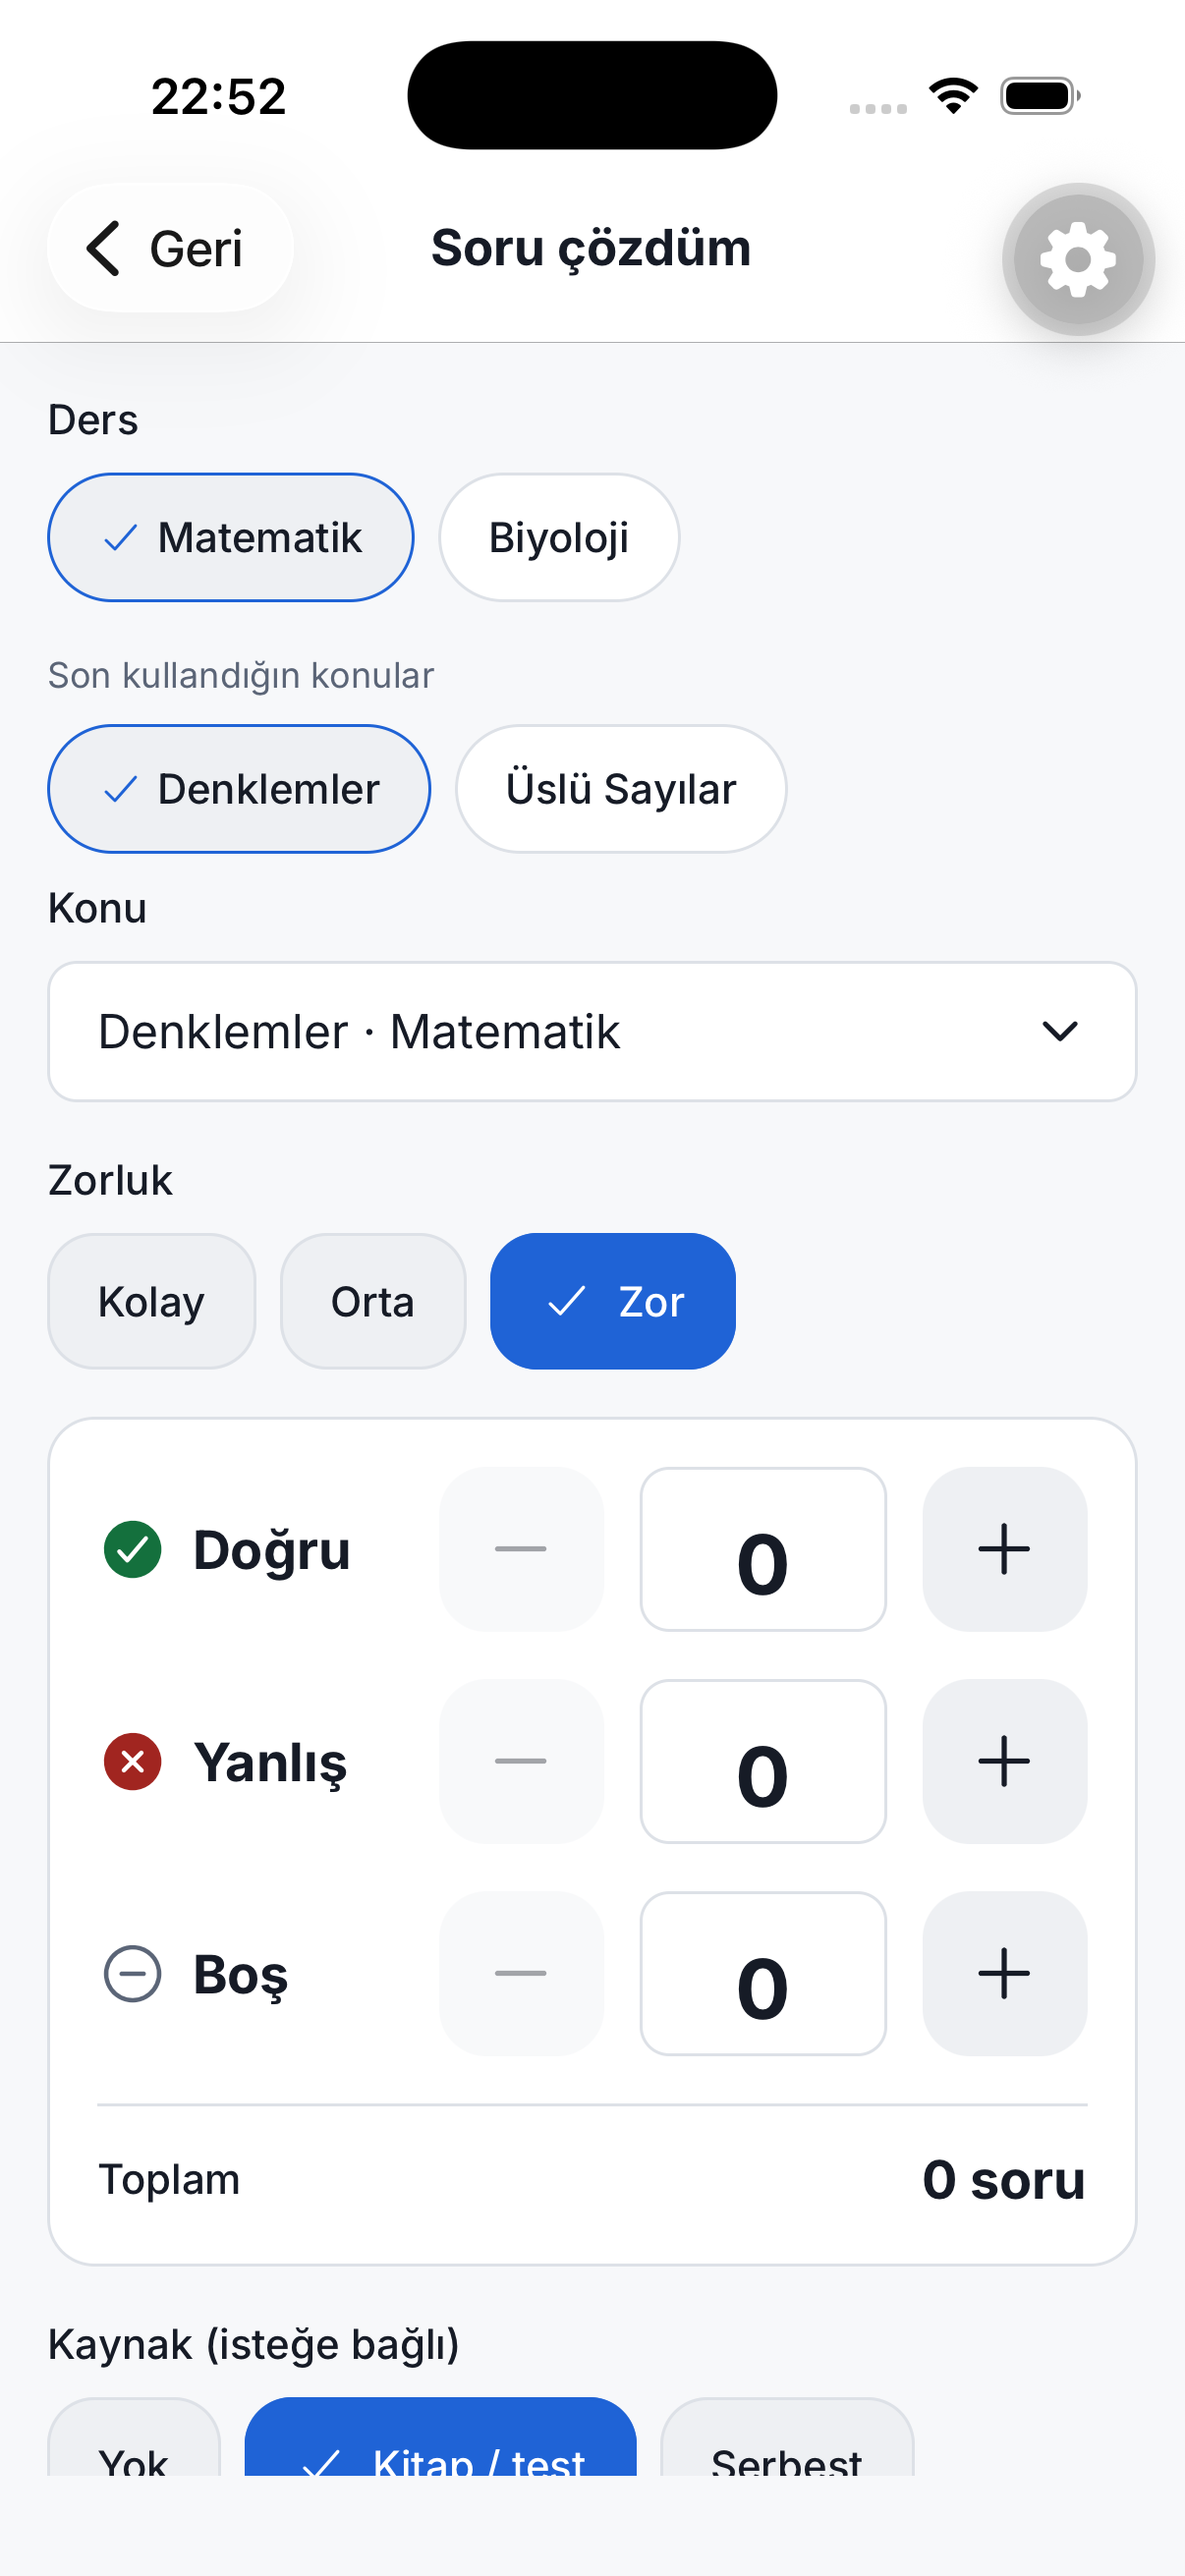 22:52
Geri
Soru çözdüm
Ders
Matematik
Biyoloji
Son kullandığın konular
Denklemler
Üslü Sayılar
Konu
Denklemler · Matematik
Zorluk
Kolay
Orta
Zor
Doğru
0
Yanlış
0
Boş
0
Toplam
0 soru
Kaynak (isteğe bağlı)
Yok
Kitap / test
Serbest